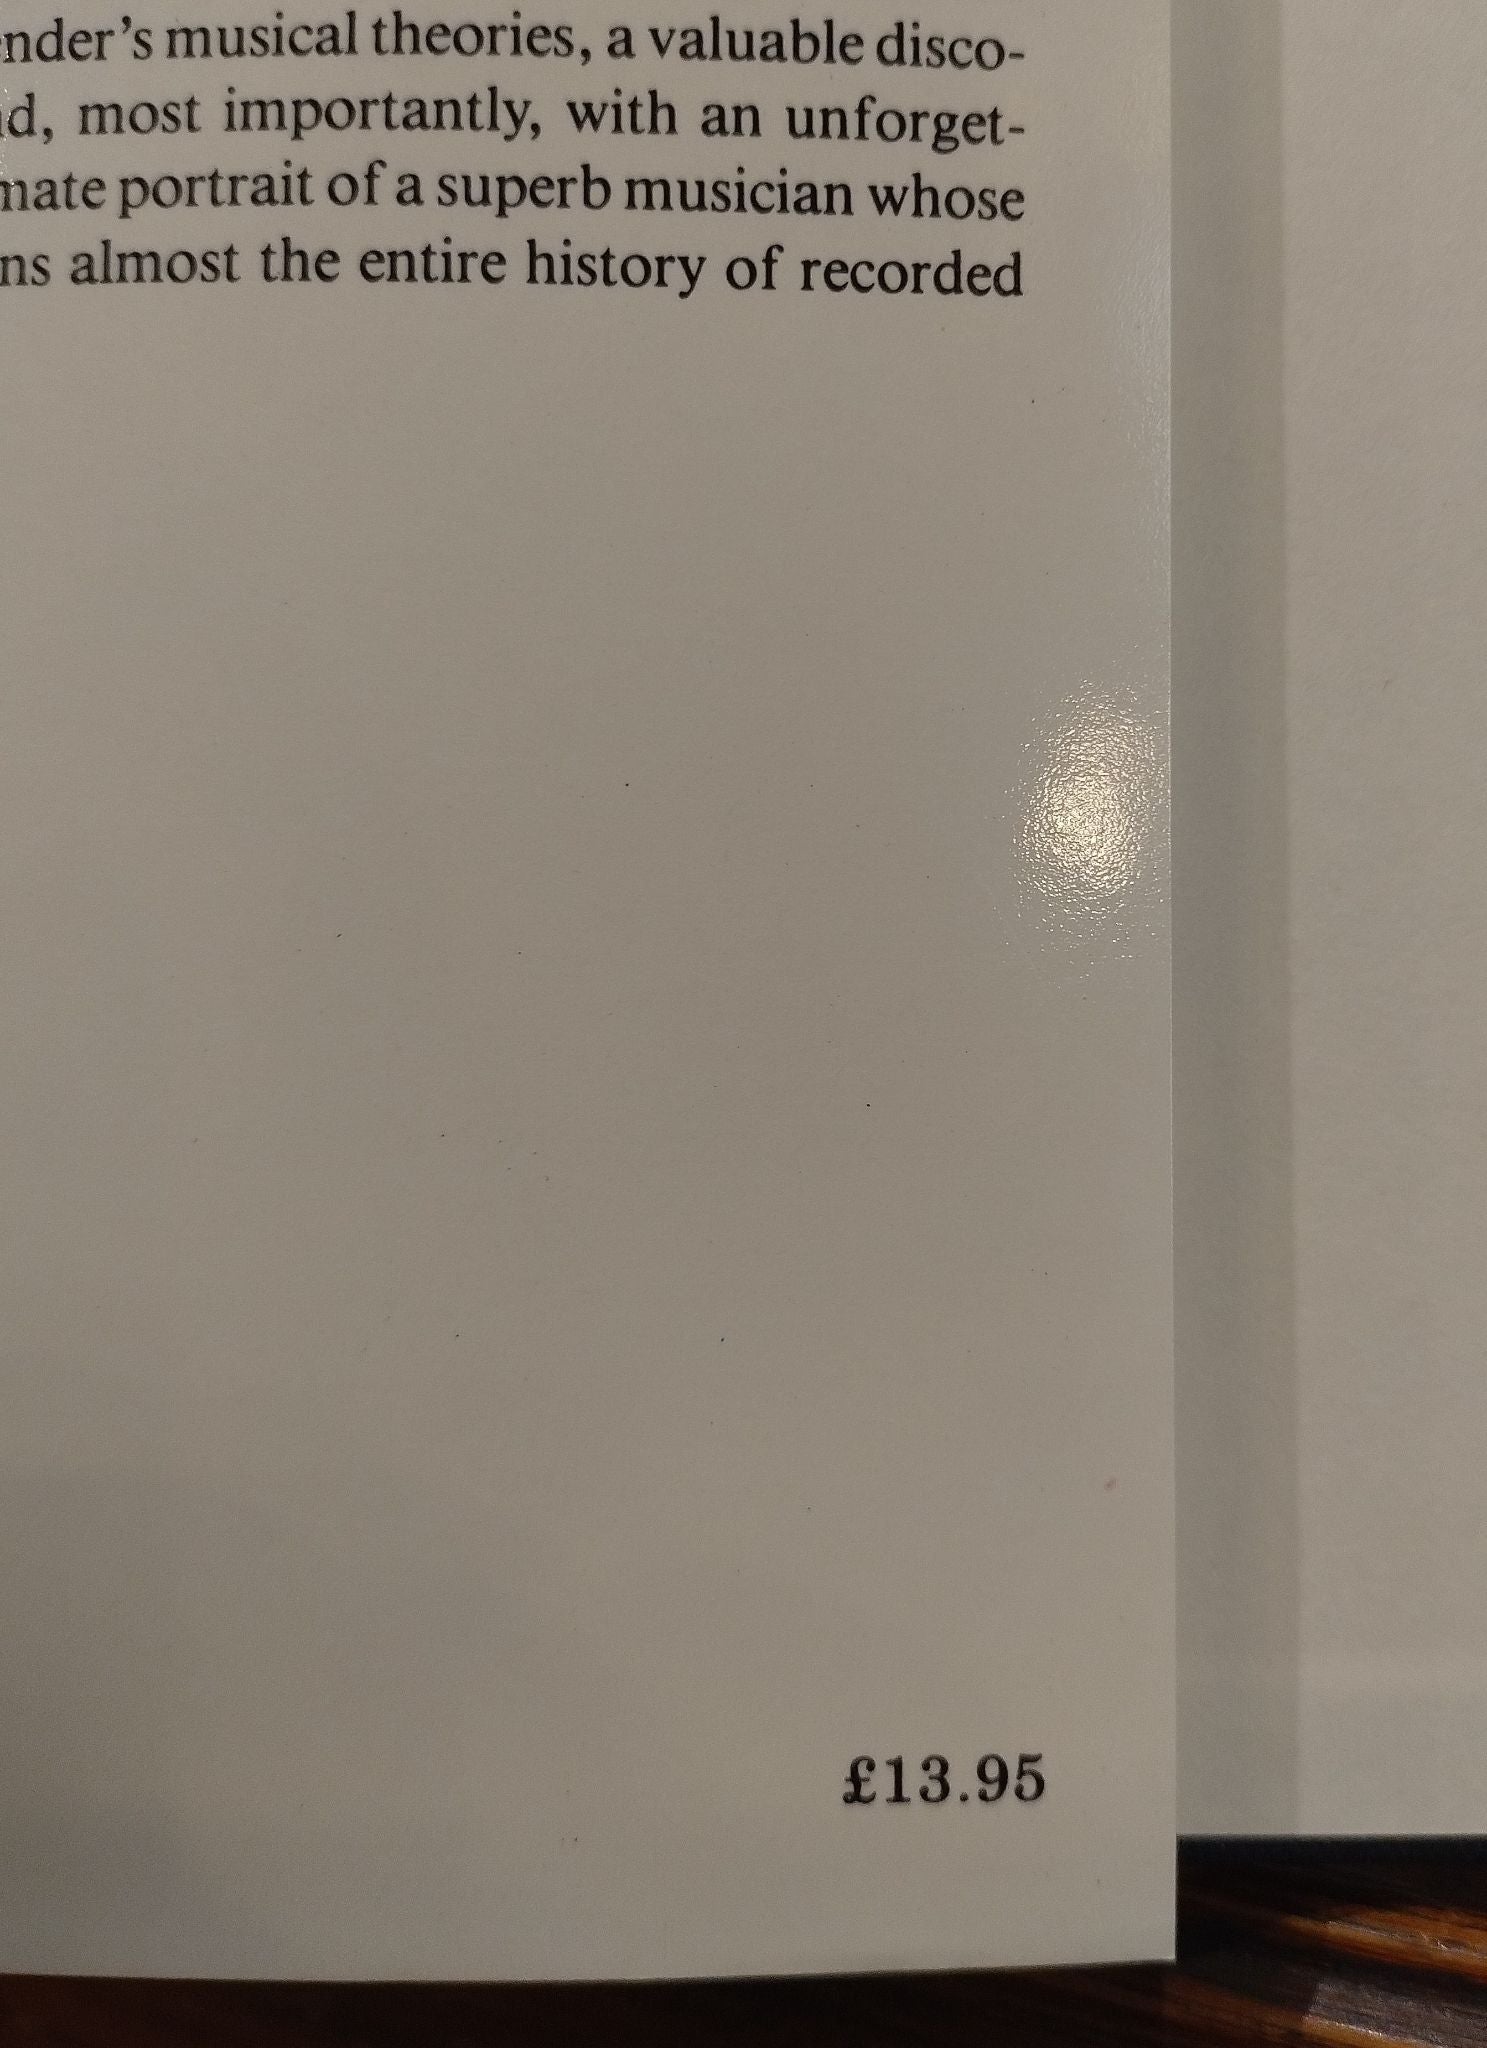 nder's musical theories, a valuable disco-
d, most importantly, with an unforget-
mate portrait of a superb musician whose
ns almost the entire history of recorded
£13.95